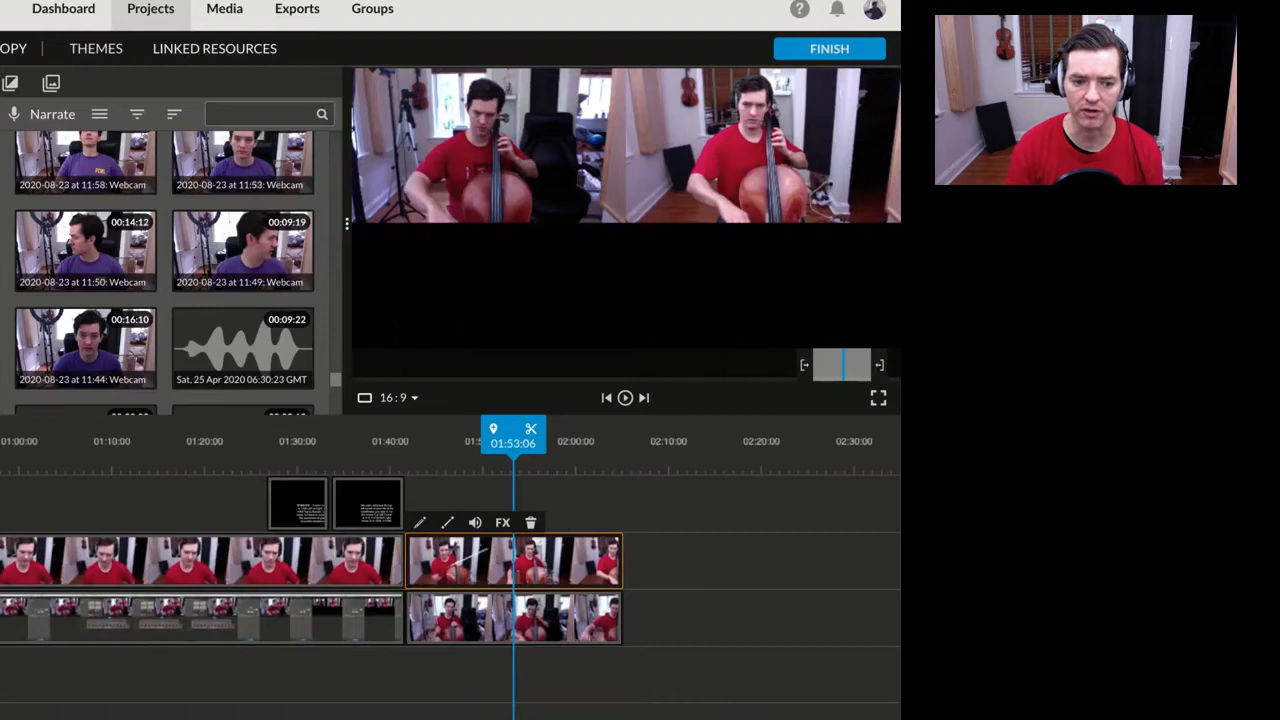 Dashboard Projects Media Exports Groups
OPY THEMES LINKED RESOURCES FINISH
Narrate
2020-08-23 at 11:58: Webcam
2020-08-23 at 11:53: Webcam
00:14:12
2020-08-23 at 11:50: Webcam
00:09:19
2020-08-23 at 11:49: Webcam
00:16:10
2020-08-23 at 11:44: Webcam
00:09:22
Sat, 25 Apr 2020 06:30:23 GMT
16:9
01:53:06
01:00:00 01:10:00 01:20:00 01:30:00 01:40:00 02:00:00 02:10:00 02:20:00 02:30:00
FX